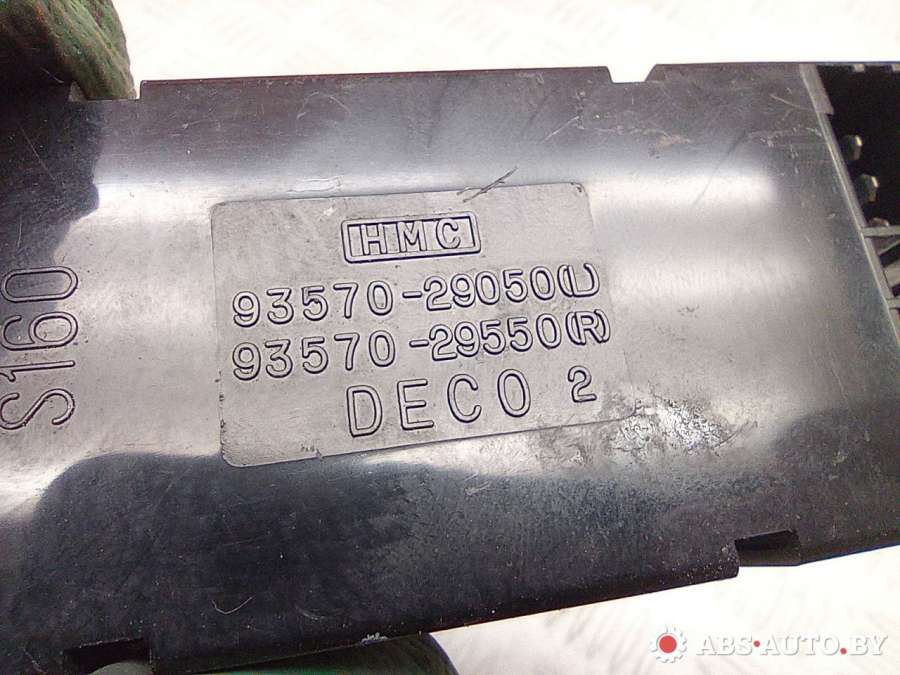 HMC
93570-29050(L)
93570-29550(R)
DECO 2
S160
ABS-AUTO.BY